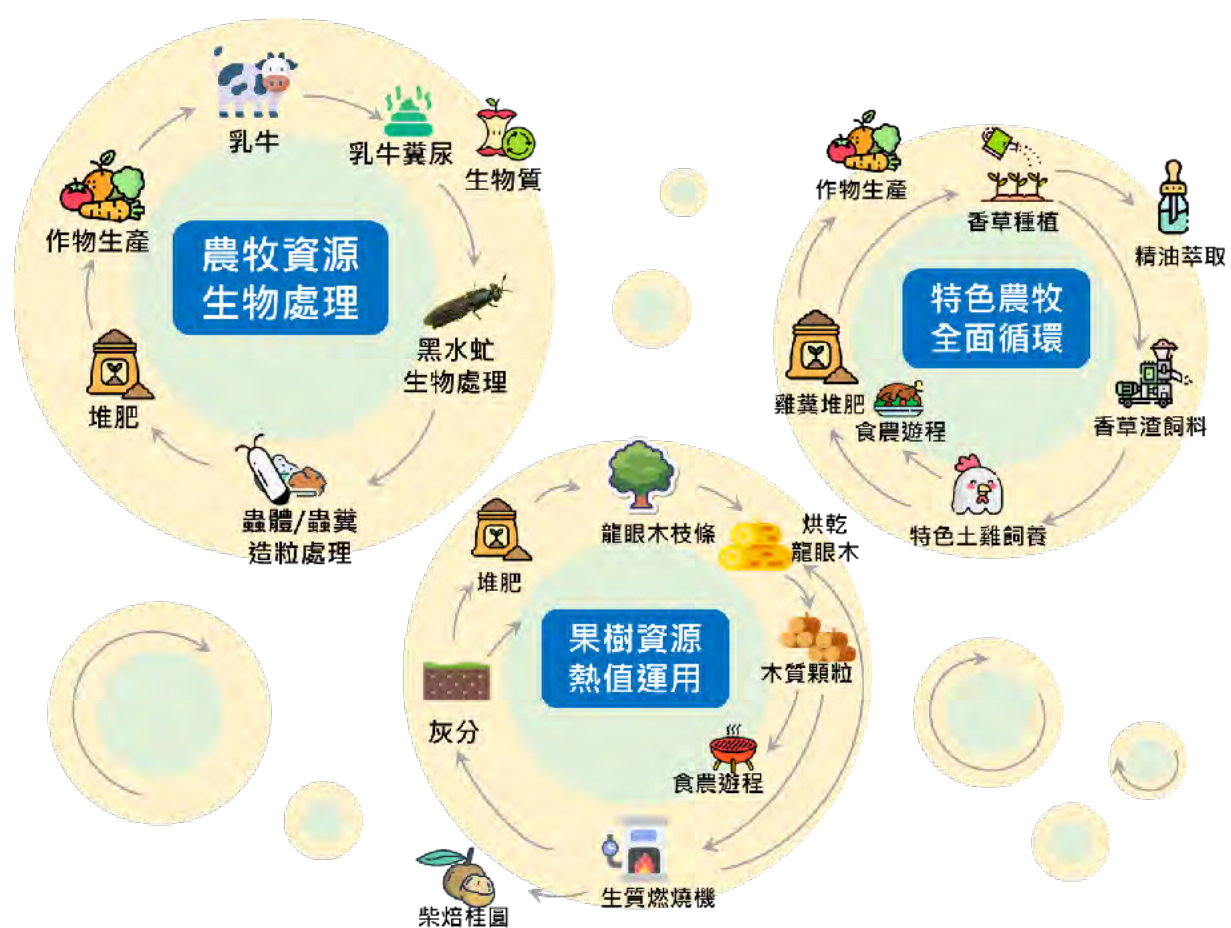 乳牛
乳牛糞尿
生物質
作物生產
農牧資源
生物處理
黑水虻
生物處理
堆肥
蟲體/蟲糞
造粒處理
作物生產
香草種植
精油萃取
特色農牧
全面循環
雞糞堆肥
食農遊程
香草渣飼料
特色土雞飼養
龍眼木枝條
烘乾
龍眼木
堆肥
果樹資源
熱值運用
木質顆粒
灰分
食農遊程
生質燃燒機
柴焙桂圓